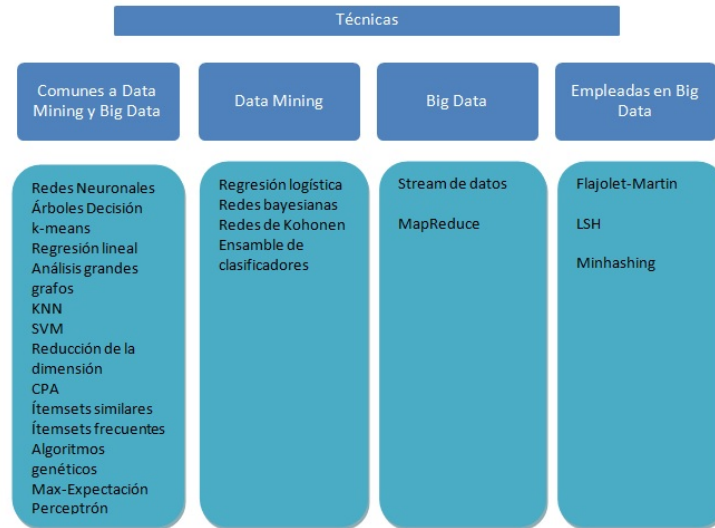 Técnicas
Comunes a Data
Mining y Big Data
Data Mining
Big Data
Empleadas en Big
Data
Redes Neuronales
Árboles Decisión
k-means
Regresión lineal
Análisis grandes
grafos
KNN
SVM
Reducción de la
dimensión
CPA
Ítemsets similares
Ítemsets frecuentes
Algoritmos
genéticos
Max-Expectación
Perceptrón
Regresión logística
Redes bayesianas
Redes de Kohonen
Ensamble de
clasificadores
Stream de datos
MapReduce
Flajolet-Martin
LSH
Minhashing